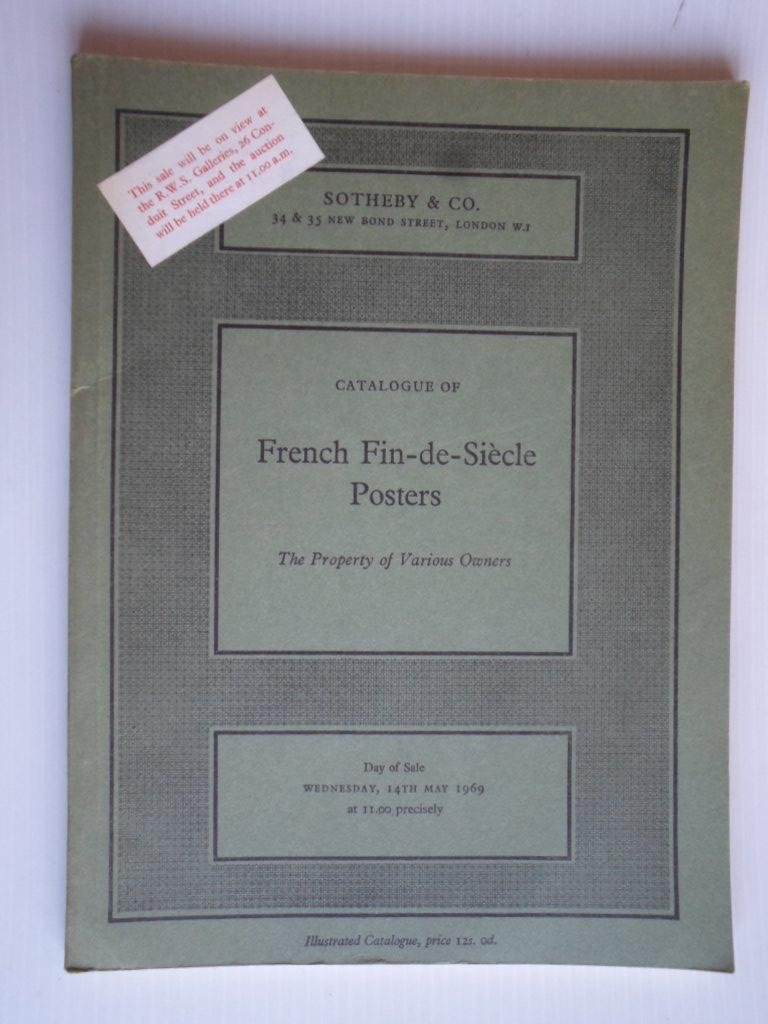 This sale will be on view at
the R.W.S. Galleries, 26 Con-
duit Street, and the auction
will be held there at 11.00 a.m.
SOTHEBY & CO.
34 & 35 NEW BOND STREET, LONDON W.1
CATALOGUE OF
French Fin-de-Siècle
Posters
The Property of Various Owners
Day of Sale
WEDNESDAY, 14TH MAY 1969
at 11.00 precisely
Illustrated Catalogue, price 12s. 0d.